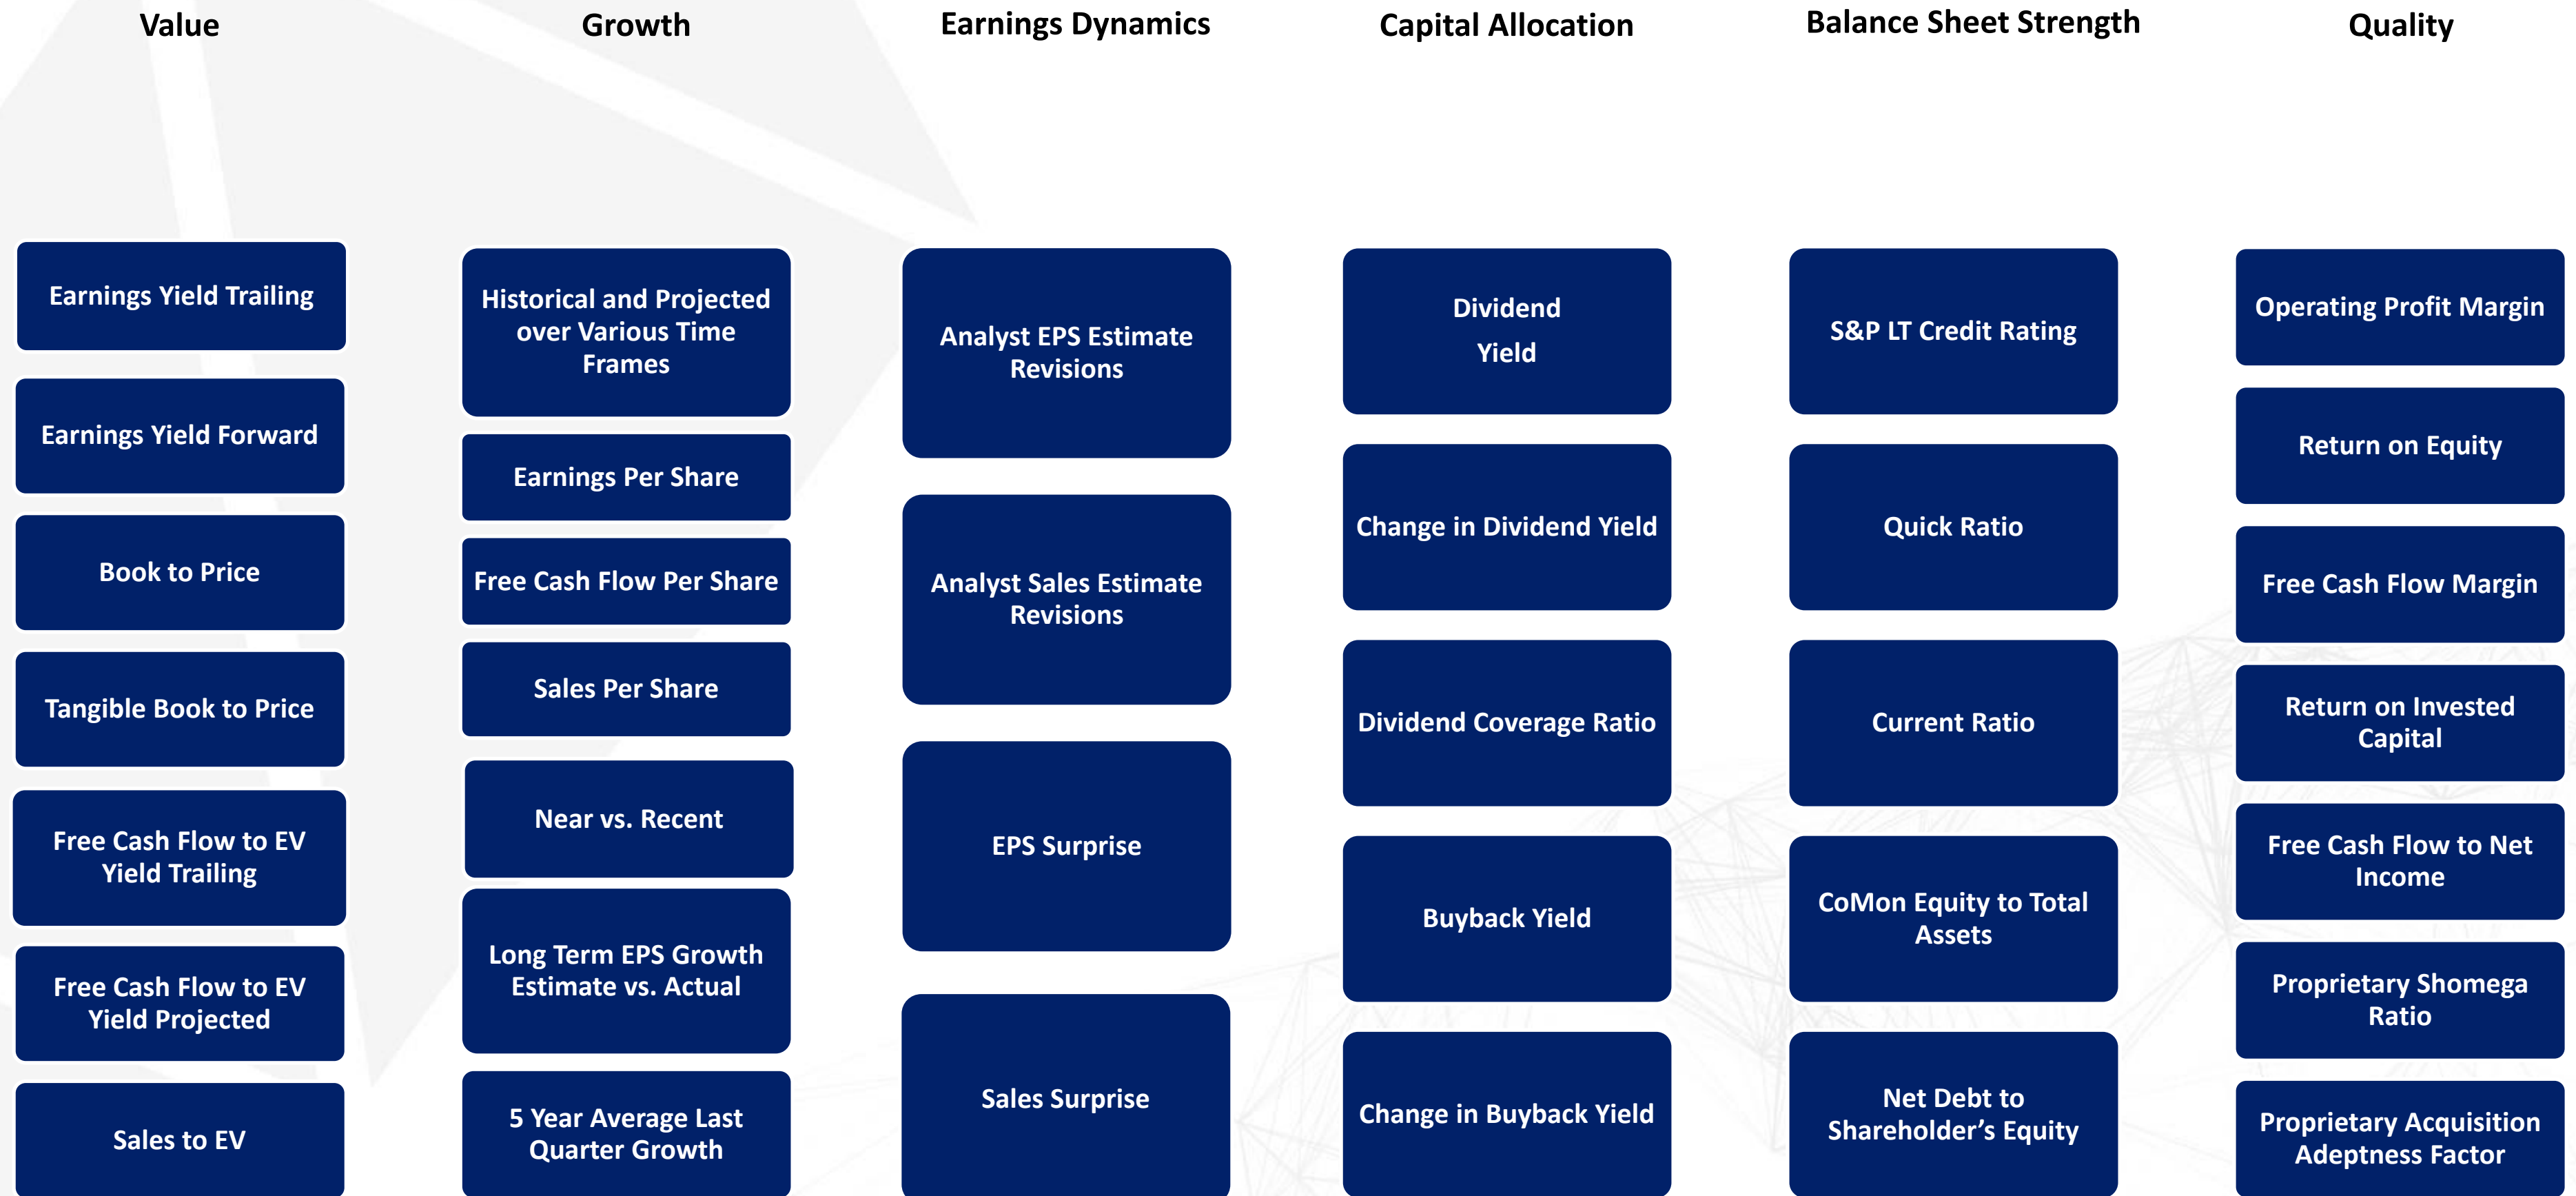 Value
Growth
Earnings Dynamics
Capital Allocation
Balance Sheet Strength
Quality
Earnings Yield Trailing
Earnings Yield Forward
Book to Price
Tangible Book to Price
Free Cash Flow to EV
Yield Trailing
Free Cash Flow to EV
Yield Projected
Sales to EV
Historical and Projected
over Various Time
Frames
Earnings Per Share
Free Cash Flow Per Share
Sales Per Share
Near vs. Recent
Long Term EPS Growth
Estimate vs. Actual
5 Year Average Last
Quarter Growth
Analyst EPS Estimate
Revisions
Analyst Sales Estimate
Revisions
EPS Surprise
Sales Surprise
Dividend
Yield
Change in Dividend Yield
Dividend Coverage Ratio
Buyback Yield
Change in Buyback Yield
S&P LT Credit Rating
Quick Ratio
Current Ratio
CoMon Equity to Total
Assets
Net Debt to
Shareholder’s Equity
Operating Profit Margin
Return on Equity
Free Cash Flow Margin
Return on Invested
Capital
Free Cash Flow to Net
Income
Proprietary Shomega
Ratio
Proprietary Acquisition
Adeptness Factor